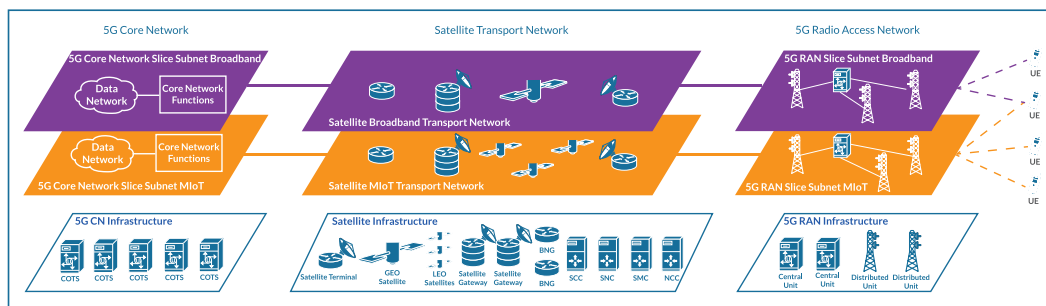 5G Core Network
Satellite Transport Network
5G Radio Access Network
5G Core Network Slice Subnet Broadband
Data
Network
Core Network
Functions
Satellite Broadband Transport Network
5G RAN Slice Subnet Broadband
UE
UE
UE
UE
Data
Network
Core Network
Functions
5G Core Network Slice Subnet MIoT
Satellite MIoT Transport Network
5G RAN Slice Subnet MIoT
5G CN Infrastructure
COTS
COTS
COTS
COTS
COTS
Satellite Infrastructure
Satellite Terminal
GEO
Satellite
LEO
Satellites
Satellite
Gateway
Satellite
Gateway
BNG
BNG
SCC
SNC
SMC
NCC
5G RAN Infrastructure
Central
Unit
Central
Unit
Distributed
Unit
Distributed
Unit